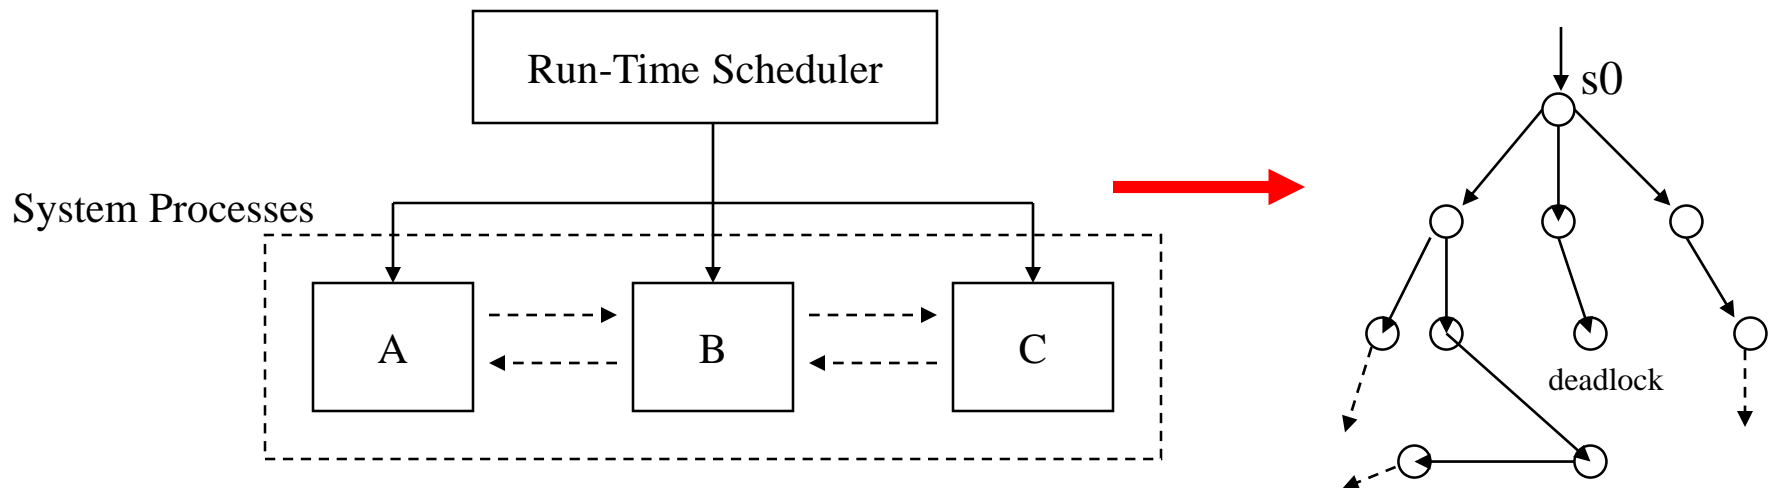 Run-Time Scheduler
s0
System Processes
A
B
C
deadlock